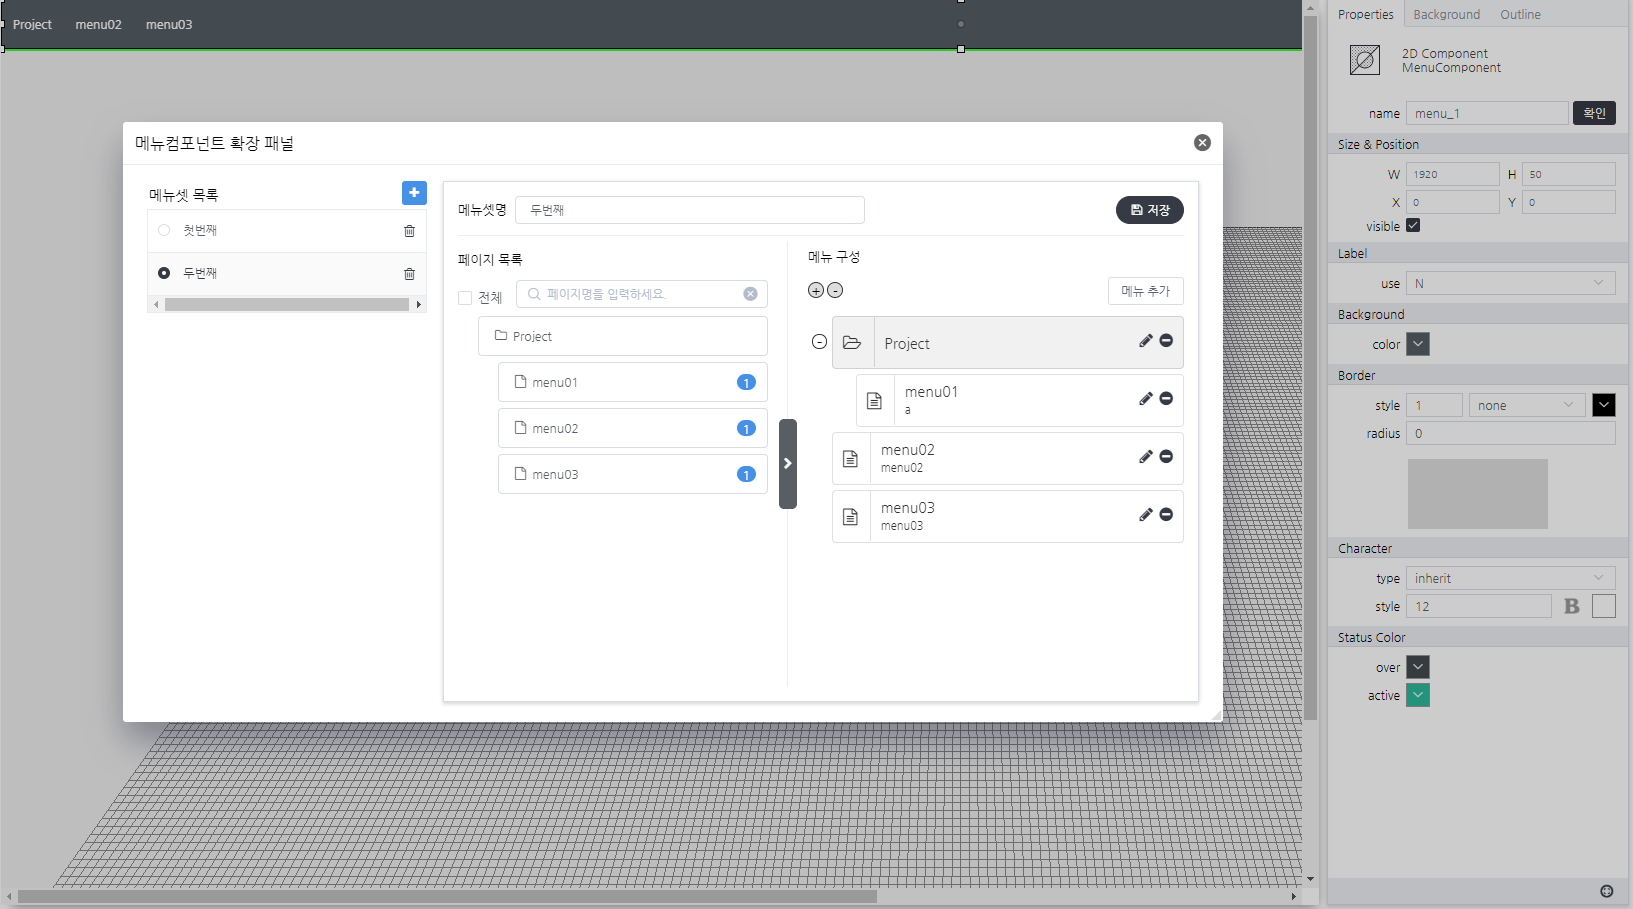 Project menu02 menu03
메뉴컴포넌트 확장 패널
메뉴셋 목록
첫번째
두번째
메뉴셋명 두번째 저장
페이지 목록
전체 페이지명을 입력하세요.
Project
menu01 1
menu02 1
menu03 1
메뉴 구성
메뉴 추가
Project
menu01
a
menu02
menu02
menu03
menu03
Properties Background Outline
2D Component
MenuComponent
name menu_1 확인
Size & Position
W 1920 H 50
X 0 Y 0
visible
Label
use N
Background
color
Border
style 1 none
radius 0
Character
type inherit
style 12 B
Status Color
over
active